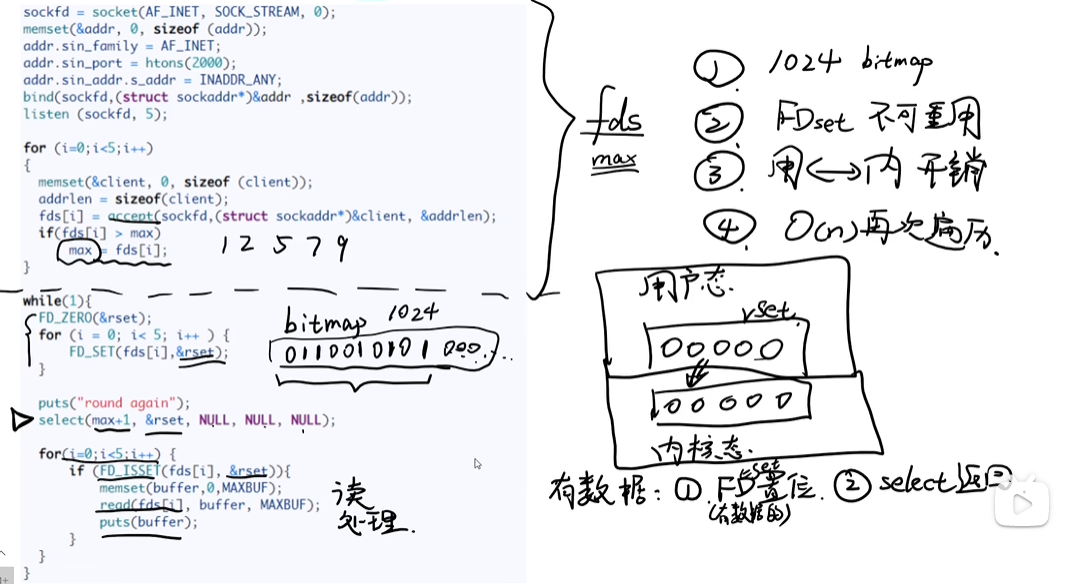 sockfd = socket(AF_INET, SOCK_STREAM, 0);
memset(&addr, 0, sizeof (addr));
addr.sin_family = AF_INET;
addr.sin_port = htons(2000);
addr.sin_addr.s_addr = INADDR_ANY;
bind(sockfd,(struct sockaddr*)&addr ,sizeof(addr));
listen (sockfd, 5);
for (i=0;i<5;i++)
{
memset(&client, 0, sizeof (client));
addrlen = sizeof(client);
fds[i] = accept(sockfd,(struct sockaddr*)&client, &addrlen);
if(fds[i] > max)
max = fds[i];
}
1 2 5 7 9
while(1){
FD_ZERO(&rset);
for (i = 0; i< 5; i++ ) {
FD_SET(fds[i],&rset);
}
bitmap 1024
0110010101 000...
puts("round again");
select(max+1, &rset, NULL, NULL, NULL);
for(i=0;i<5;i++) {
if (FD_ISSET(fds[i], &rset)){
memset(buffer,0,MAXBUF);
read(fds[i], buffer, MAXBUF);
puts(buffer);
}
}
}
读
处理.
fds
max
① 1024 bitmap
② FDset 不可重用
③ 用<->内 开销
④ O(n)再次遍历.
用户态.
rset.
00000
00000
内核态.
有数据: ① FD置位. ② select返回
set
(有数据的)